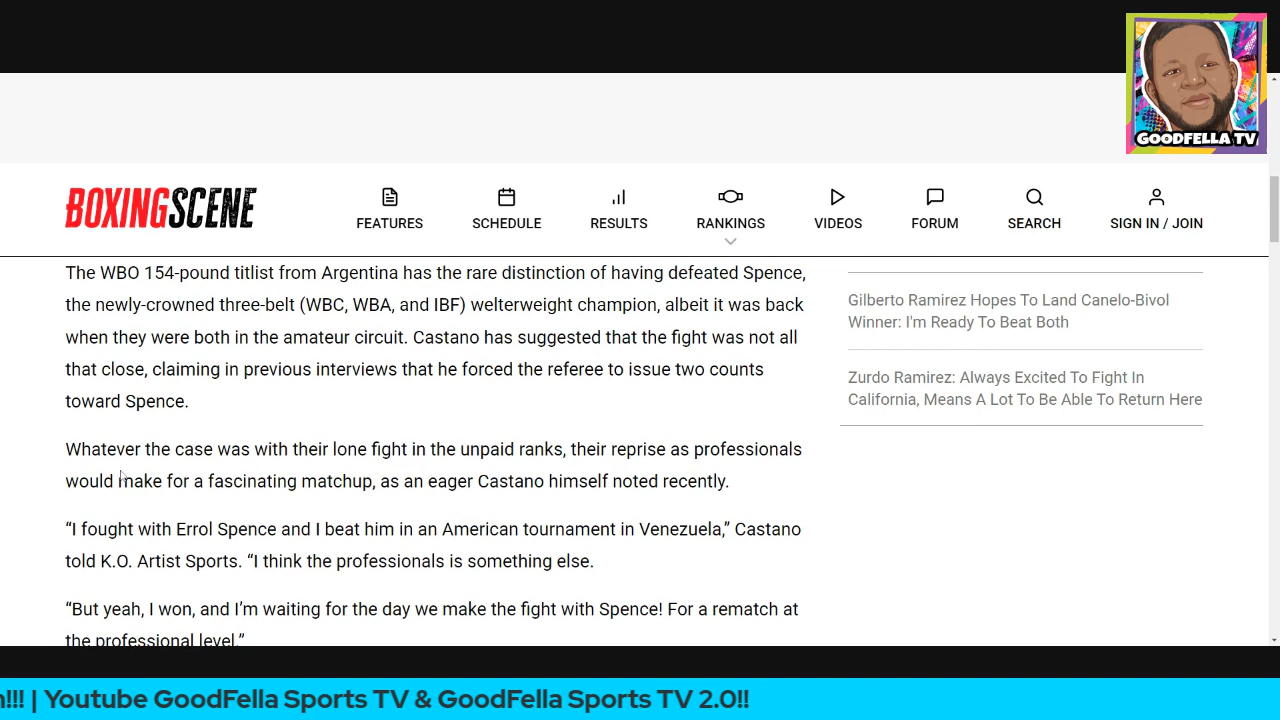 GOODFELLA TV
BOXINGSCENE
FEATURES
SCHEDULE
RESULTS
RANKINGS
VIDEOS
FORUM
SEARCH
SIGN IN / JOIN
The WBO 154-pound titlist from Argentina has the rare distinction of having defeated Spence,
the newly-crowned three-belt (WBC, WBA, and IBF) welterweight champion, albeit it was back
when they were both in the amateur circuit. Castano has suggested that the fight was not all
that close, claiming in previous interviews that he forced the referee to issue two counts
toward Spence.
Whatever the case was with their lone fight in the unpaid ranks, their reprise as professionals
would make for a fascinating matchup, as an eager Castano himself noted recently.
“I fought with Errol Spence and I beat him in an American tournament in Venezuela,” Castano
told K.O. Artist Sports. “I think the professionals is something else.
“But yeah, I won, and I’m waiting for the day we make the fight with Spence! For a rematch at
the professional level.”
Gilberto Ramirez Hopes To Land Canelo-Bivol
Winner: I'm Ready To Beat Both
Zurdo Ramirez: Always Excited To Fight In
California, Means A Lot To Be Able To Return Here
!!! | Youtube GoodFella Sports TV & GoodFella Sports TV 2.0!!